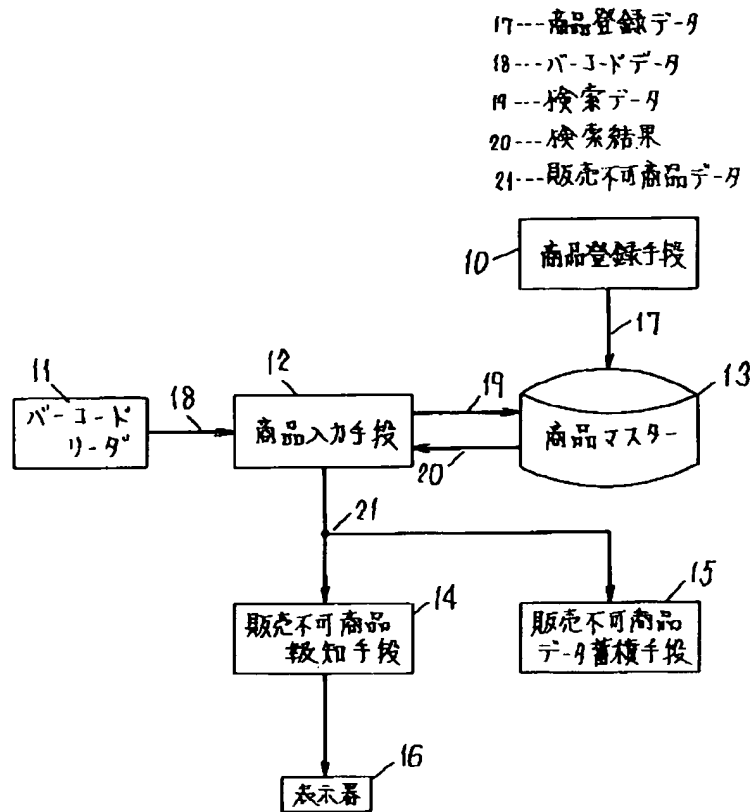 17---商品登録データ
18---バーコードデータ
19---検索データ
20---検索結果
21---販売不可商品データ
10
商品登録手段
17
11
バーコード
リーダ
18
12
商品入力手段
19
20
13
商品マスター
21
14
販売不可商品
報知手段
15
販売不可商品
データ蓄積手段
16
表示器